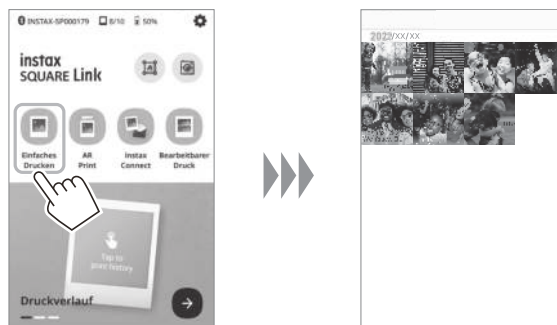 INSTAX-SP000179 8/10 50%
instax
SQUARE Link
Einfaches Drucken
AR Print
instax Connect
Bearbeitbarer Druck
Tap to
print history
Druckverlauf
2023/XX/XX